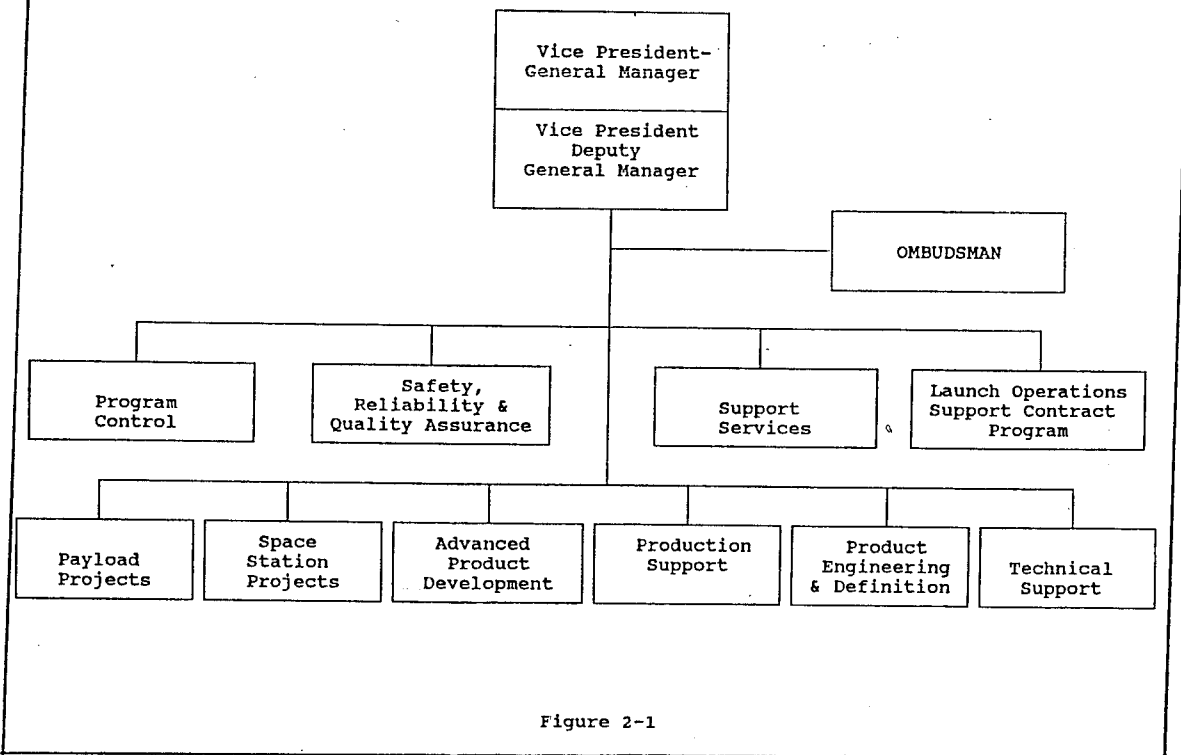 Vice President-
General Manager
Vice President
Deputy
General Manager
OMBUDSMAN
Program
Control
Safety,
Reliability &
Quality Assurance
Support
Services
Launch Operations
Support Contract
Program
Payload
Projects
Space
Station
Projects
Advanced
Product
Development
Production
Support
Product
Engineering
& Definition
Technical
Support
Figure 2-1